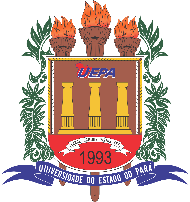 UEPA
1993
UNIVERSIDADE DO ESTADO DO PARÁ